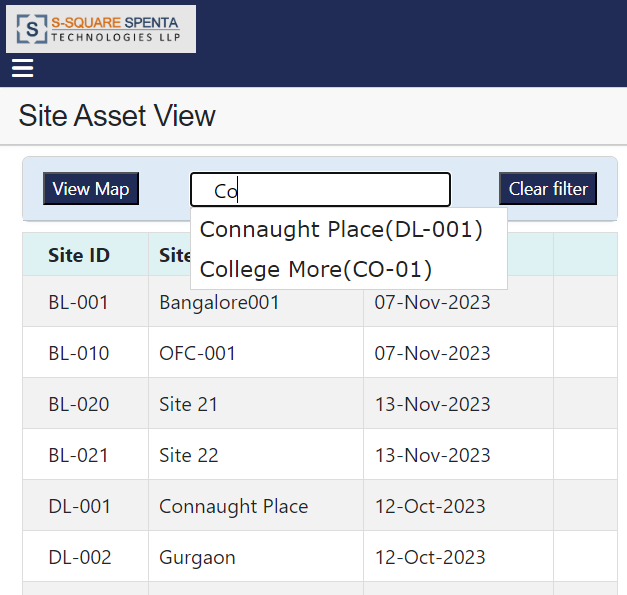 S
S-SQUARE SPENTA
TECHNOLOGIES LLP
Site Asset View
View Map
Co
Clear filter
Connaught Place(DL-001)
College More(CO-01)
Site ID Site
BL-001 Bangalore001 07-Nov-2023
BL-010 OFC-001 07-Nov-2023
BL-020 Site 21 13-Nov-2023
BL-021 Site 22 13-Nov-2023
DL-001 Connaught Place 12-Oct-2023
DL-002 Gurgaon 12-Oct-2023